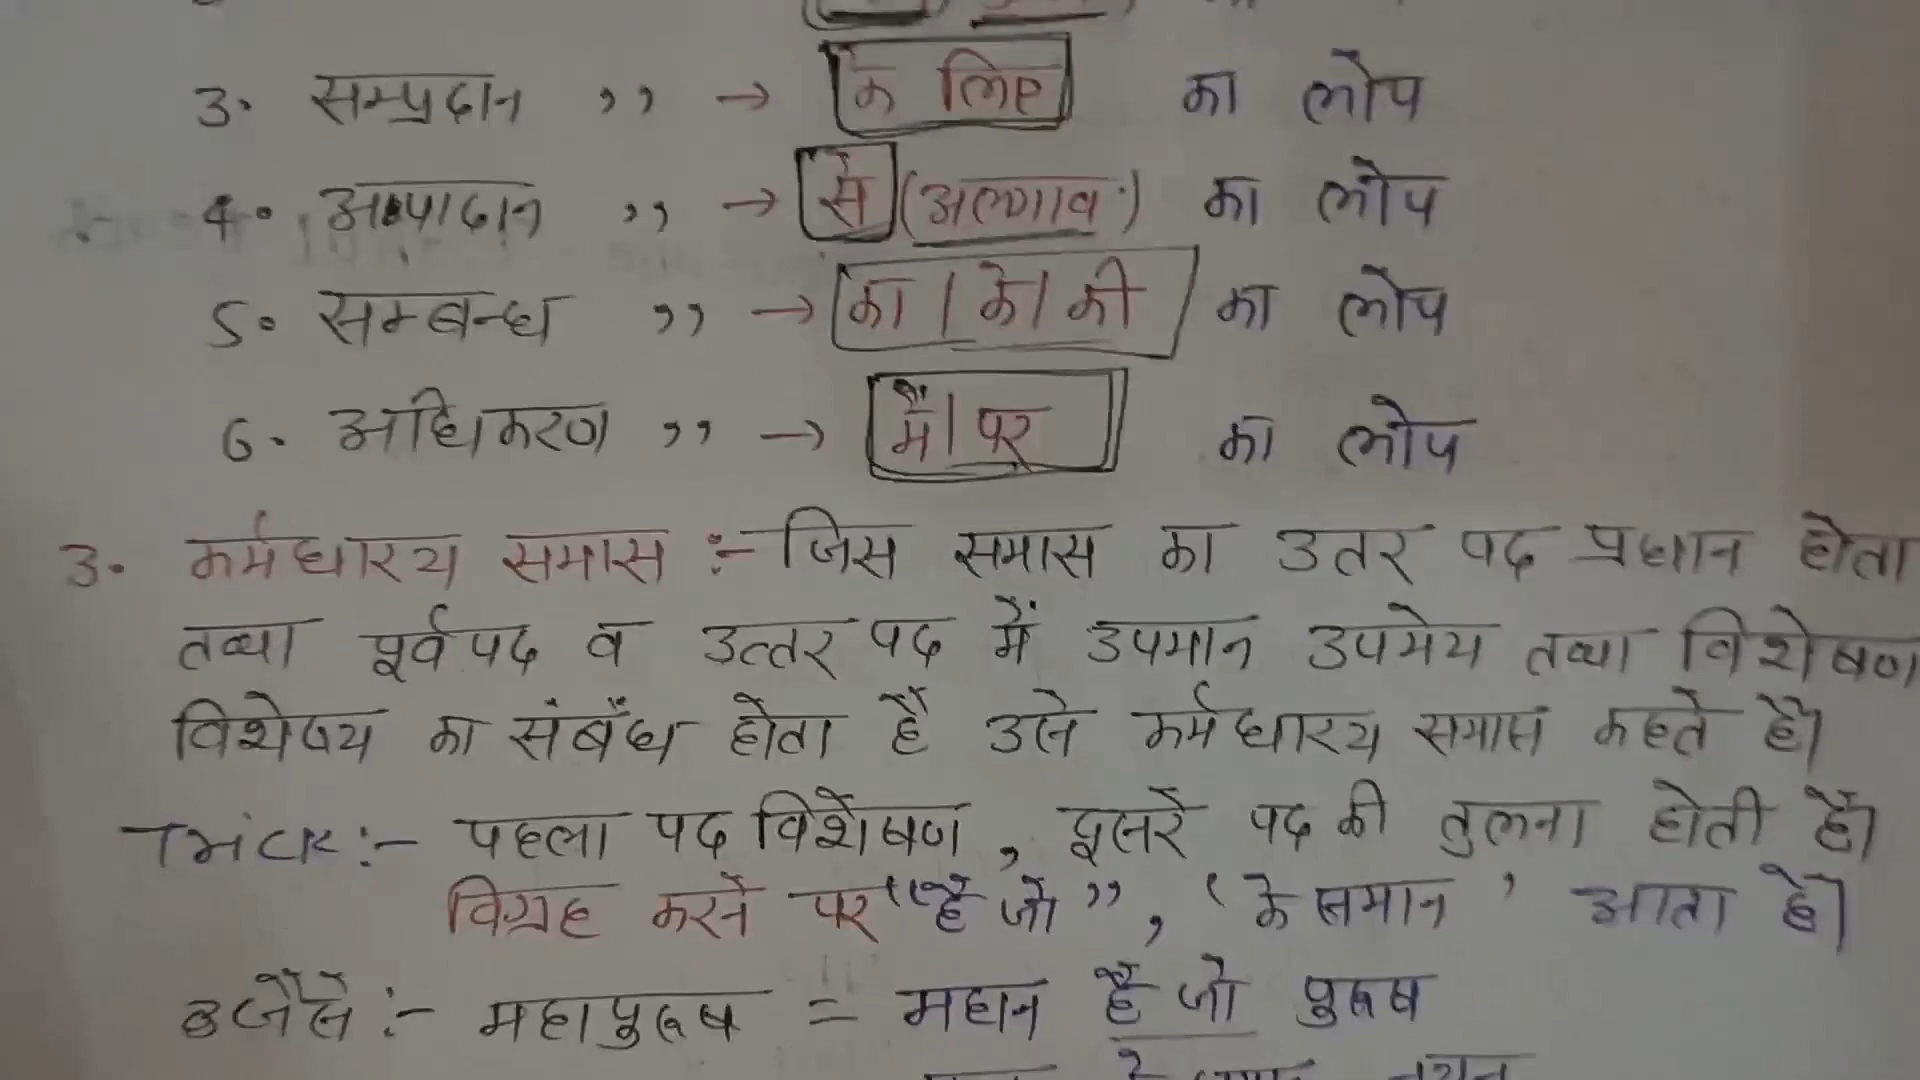 3. सम्प्रदान ,, → के लिए का लोप
4. अपादान ,, → से (अलगाव) का लोप
5. सम्बन्ध ,, → का / के / की का लोप
6. अधिकरण ,, → में / पर का लोप
3. कर्मधारय समास :- जिस समास का उतर पद प्रधान होता
तथा पूर्व पद व उत्तर पद में उपमान उपमेय तथा विशेषण
विशेष्य का संबंध होता है उसे कर्मधारय समास कहते है।
पहला पद विशेषण, दूसरे पद की तुलना होती है।
विग्रह करने पर "है जो", 'के समान' आता है।
जैसे :- महापुरूष = महान है जो पुरूष